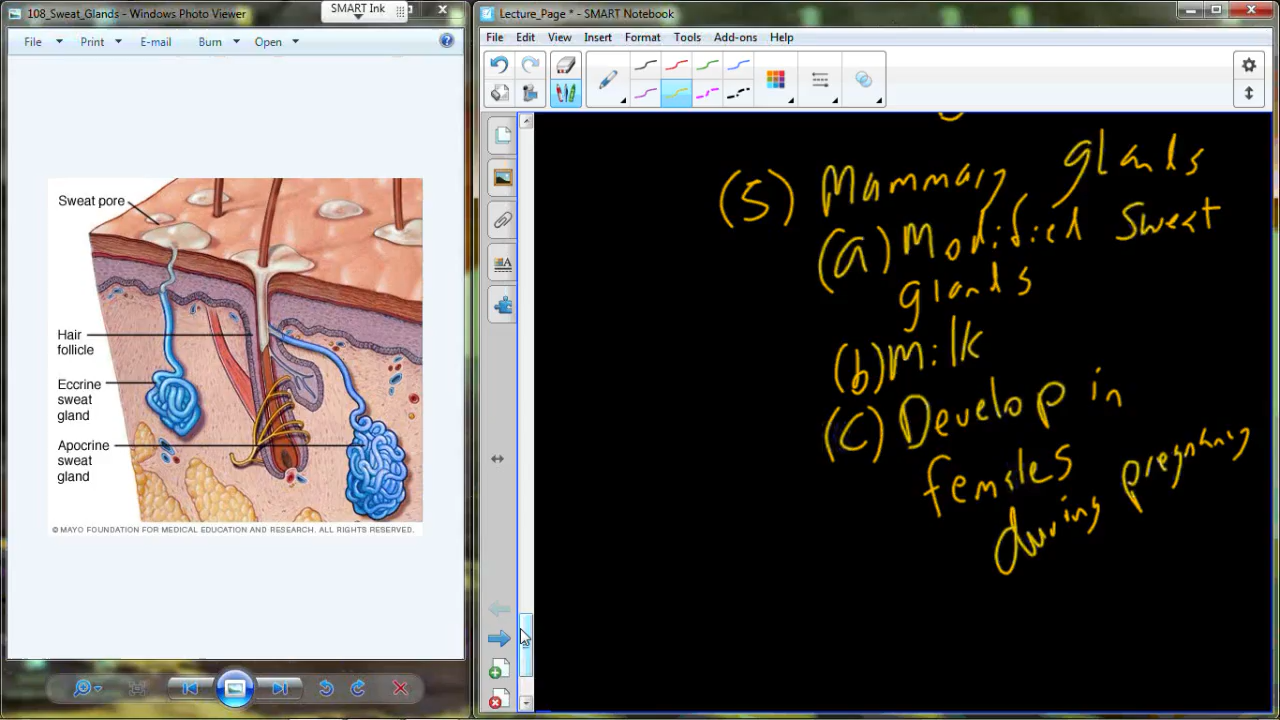 108_Sweat_Glands - Windows Photo Viewer
SMART Ink
File Print E-mail Burn Open
Sweat pore
Hair
follicle
Eccrine
sweat
gland
Apocrine
sweat
gland
© MAYO FOUNDATION FOR MEDICAL EDUCATION AND RESEARCH. ALL RIGHTS RESERVED.
Lecture_Page * - SMART Notebook
File Edit View Insert Format Tools Add-ons Help
(5) Mammary glands
(a) Modified Sweat
glands
(b) Milk
(c) Develop in
females
during pregnancy